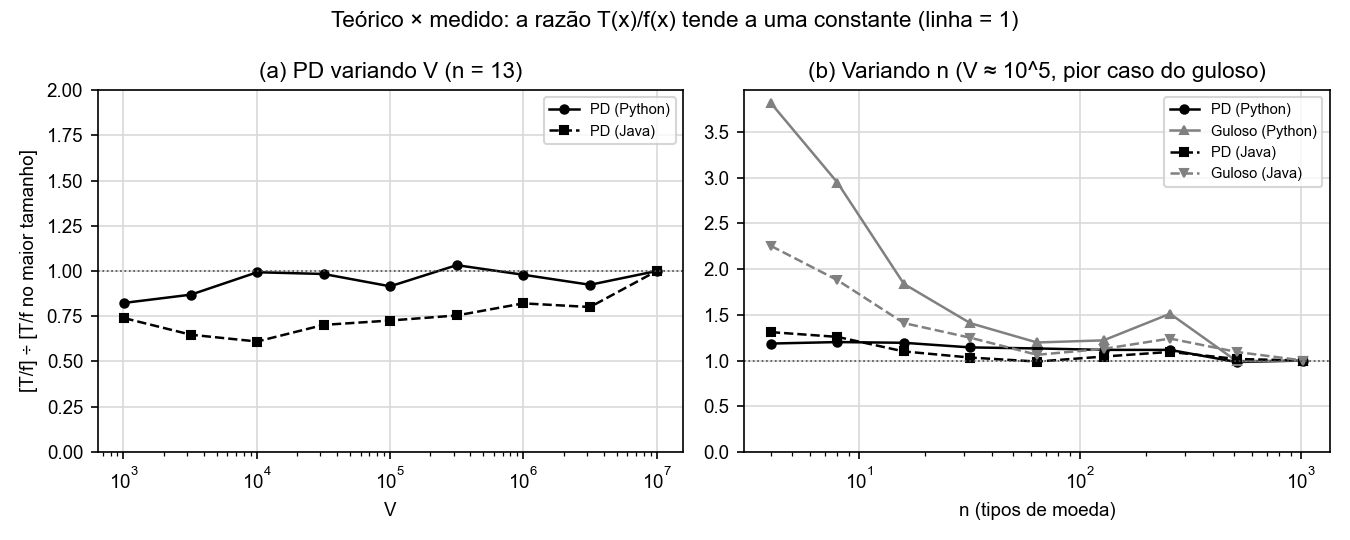 Teórico × medido: a razão T(x)/f(x) tende a uma constante (linha = 1)
(a) PD variando V (n = 13)
[T/f] ÷ [T/f no maior tamanho]
2.00
1.75
1.50
1.25
1.00
0.75
0.50
0.25
0.00
PD (Python)
PD (Java)
10^3
10^4
10^5
10^6
10^7
V
(b) Variando n (V ≈ 10^5, pior caso do guloso)
3.5
3.0
2.5
2.0
1.5
1.0
0.5
0.0
PD (Python)
Guloso (Python)
PD (Java)
Guloso (Java)
10^1
10^2
10^3
n (tipos de moeda)